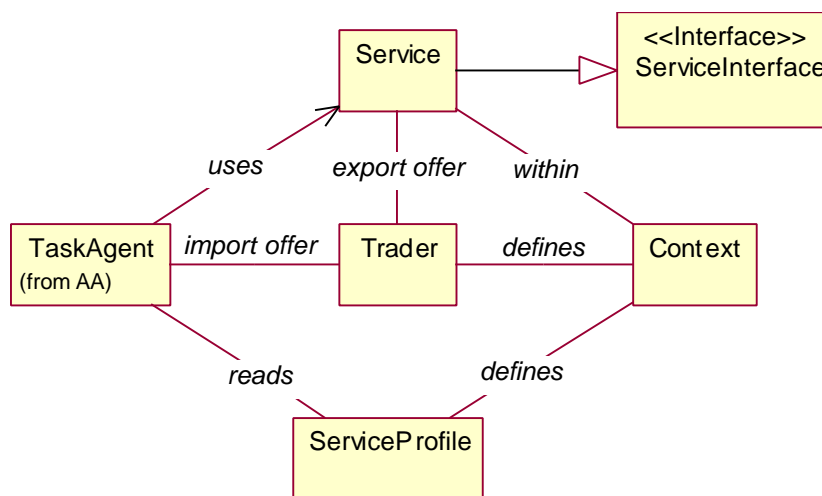 <<Interface>>
Service
ServiceInterface
uses
export offer
within
TaskAgent
import offer
Trader
defines
Context
(from AA)
reads
defines
ServiceProfile